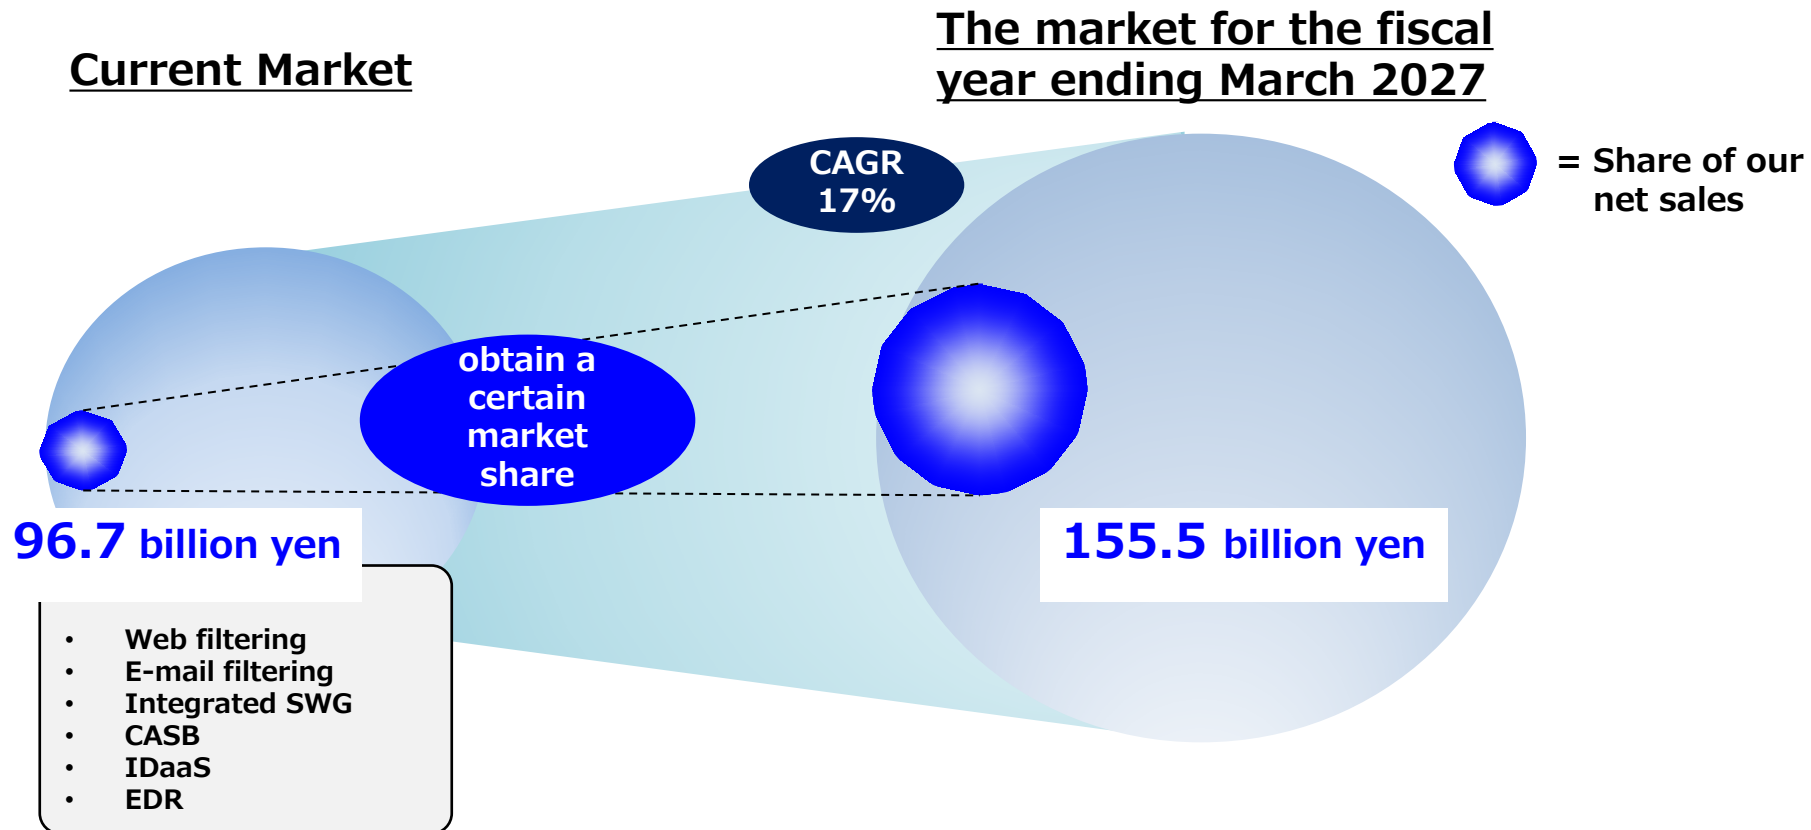 Current Market
The market for the fiscal
year ending March 2027
CAGR
17%
= Share of our
net sales
obtain a
certain
market
share
96.7 billion yen
155.5 billion yen
• Web filtering
• E-mail filtering
• Integrated SWG
• CASB
• IDaaS
• EDR